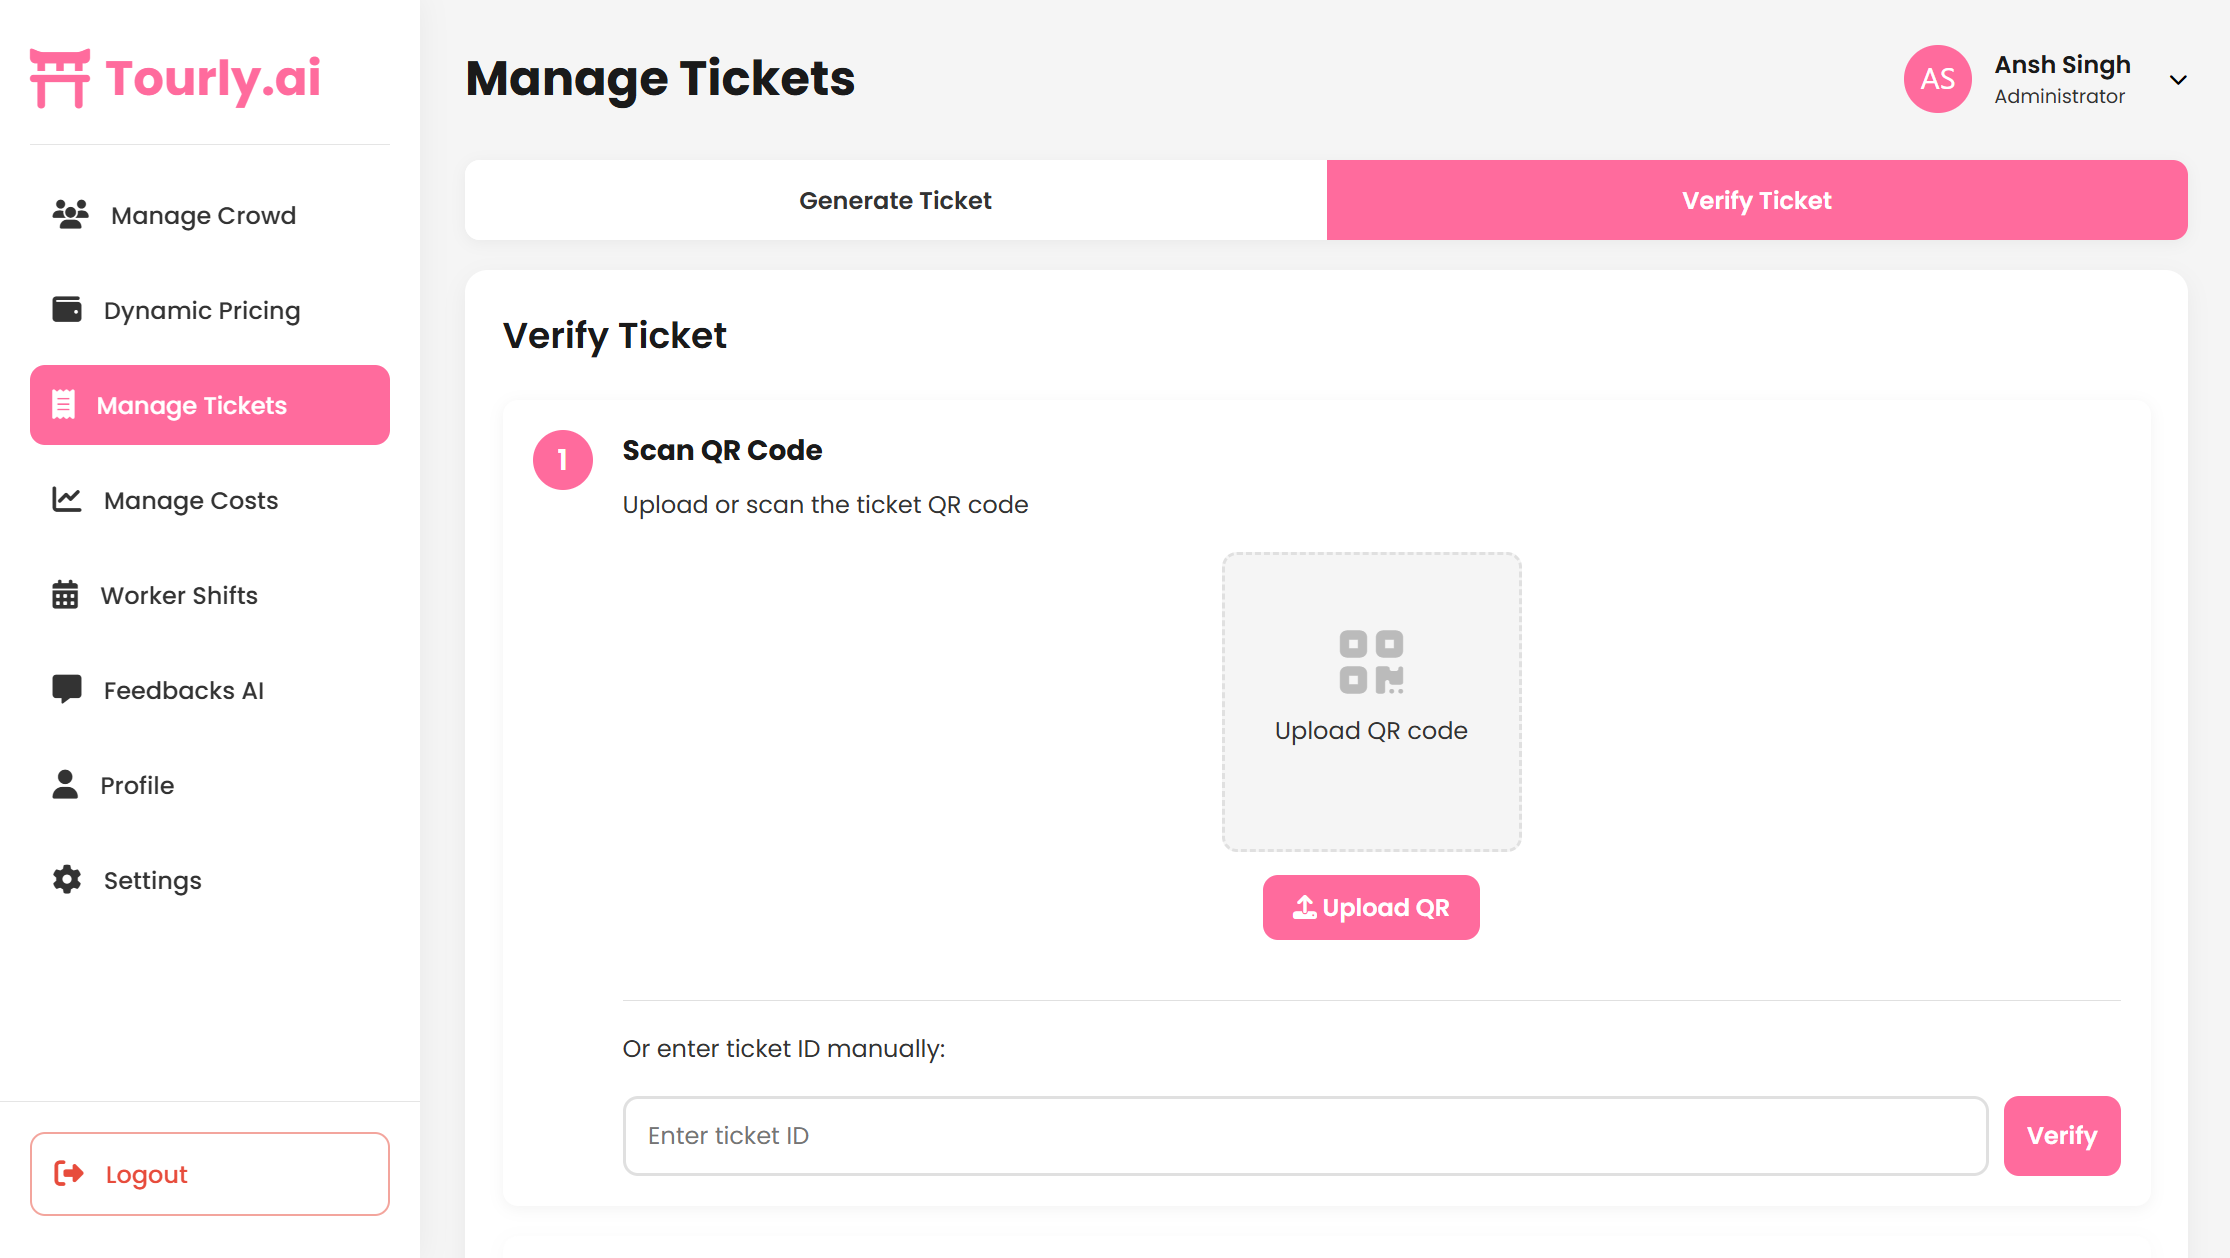 Tourly.ai
Manage Crowd
Dynamic Pricing
Manage Tickets
Manage Costs
Worker Shifts
Feedbacks AI
Profile
Settings
Logout
Manage Tickets
AS
Ansh Singh
Administrator
Generate Ticket
Verify Ticket
Verify Ticket
1
Scan QR Code
Upload or scan the ticket QR code
Upload QR code
Upload QR
Or enter ticket ID manually:
Enter ticket ID
Verify